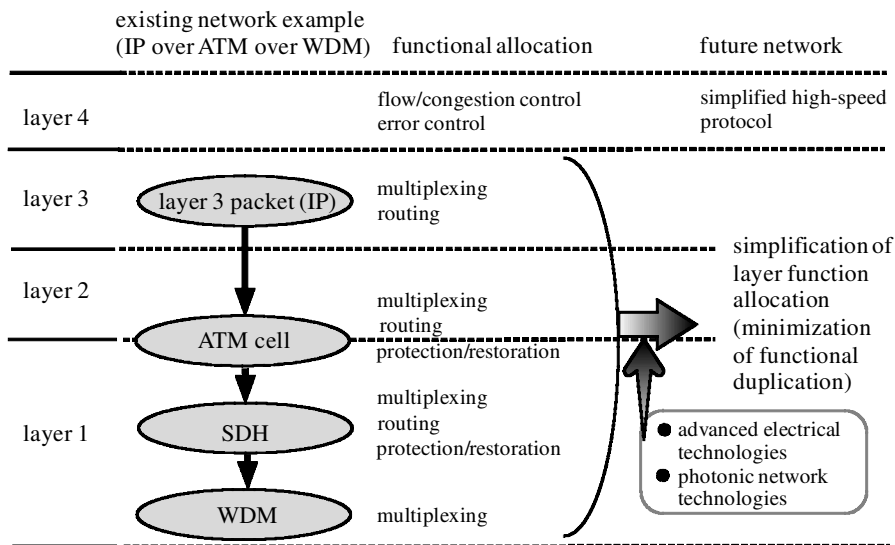 existing network example
(IP over ATM over WDM)
functional allocation
future network
layer 4
flow/congestion control
error control
simplified high-speed
protocol
layer 3
layer 3 packet (IP)
multiplexing
routing
layer 2
simplification of
layer function
allocation
(minimization
of functional
duplication)
ATM cell
multiplexing
routing
protection/restoration
layer 1
SDH
multiplexing
routing
protection/restoration
● advanced electrical
technologies
● photonic network
technologies
WDM
multiplexing